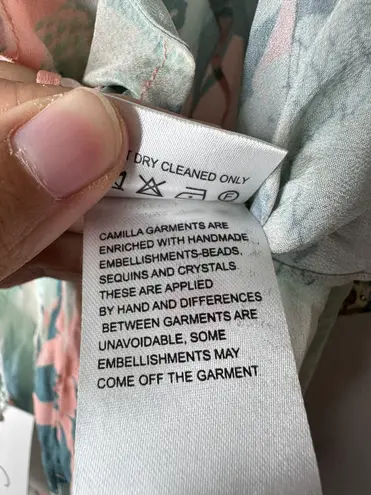 DRY CLEANED ONLY
CAMILLA GARMENTS ARE
ENRICHED WITH HANDMADE
EMBELLISHMENTS-BEADS,
SEQUINS AND CRYSTALS
THESE ARE APPLIED
BY HAND AND DIFFERENCES
BETWEEN GARMENTS ARE
UNAVOIDABLE, SOME
EMBELLISHMENTS MAY
COME OFF THE GARMENT